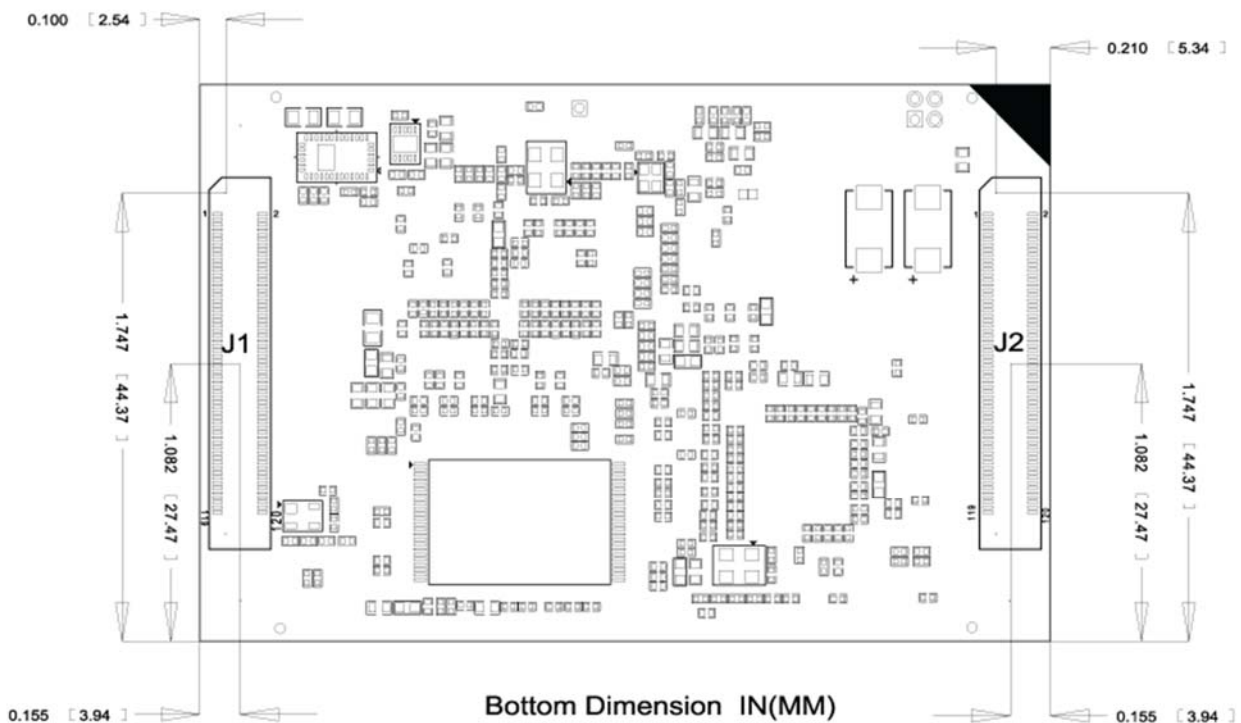 0.100 [ 2.54 ]
0.210 [ 5.34 ]
1 2
1 2
+ +
J1
J2
1.747 [ 44.37 ]
1.082 [ 27.47 ]
1.747 [ 44.37 ]
1.082 [ 27.47 ]
119 120
119 120
0.155 [ 3.94 ]
Bottom Dimension IN(MM)
0.155 [ 3.94 ]